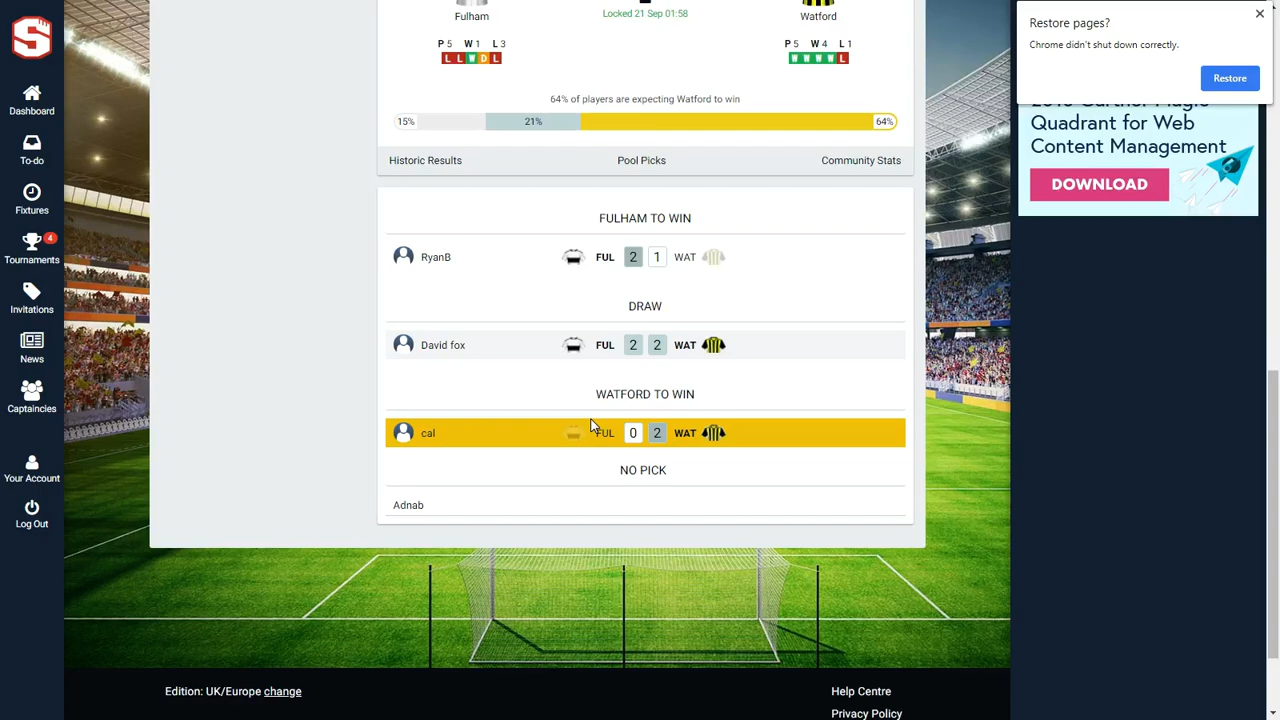 Fulham
Locked 21 Sep 01:58
Watford
P 5 W 1 L 3
L L W D L
P 5 W 4 L 1
W W W W L
64% of players are expecting Watford to win
15% 21% 64%
Historic Results Pool Picks Community Stats
FULHAM TO WIN
RyanB FUL 2 1 WAT
DRAW
David fox FUL 2 2 WAT
WATFORD TO WIN
cal FUL 0 2 WAT
NO PICK
Adnab
S
Dashboard
To-do
Fixtures
4
Tournaments
Invitations
News
Captaincies
Your Account
Log Out
Restore pages?
Chrome didn't shut down correctly.
Restore
Quadrant for Web
Content Management
DOWNLOAD
Edition: UK/Europe change
Help Centre
Privacy Policy